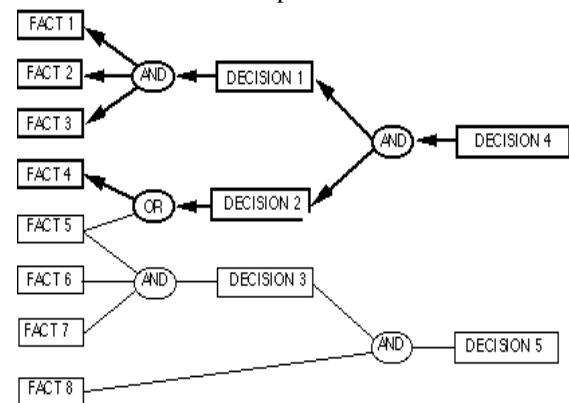 FACT 1
FACT 2
AND
DECISION 1
FACT 3
AND
DECISION 4
FACT 4
OR
DECISION 2
FACT 5
FACT 6
AND
DECISION 3
FACT 7
AND
DECISION 5
FACT 8